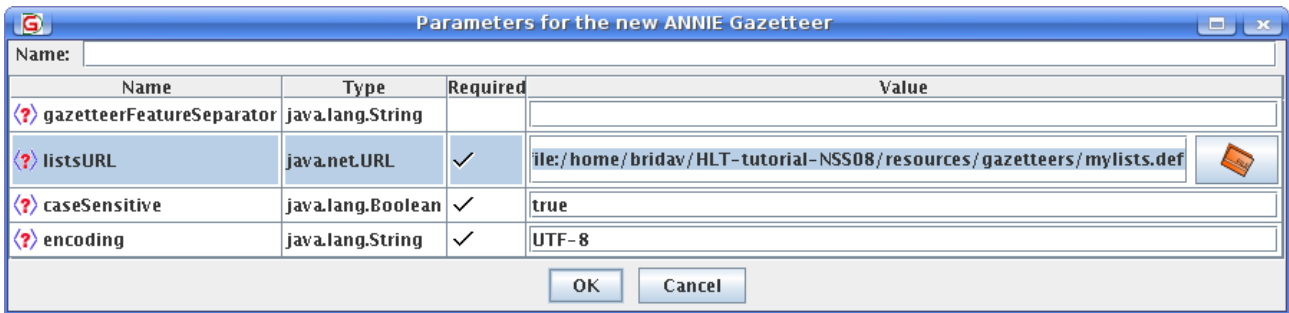 Parameters for the new ANNIE Gazetteer
Name:
Name Type Required Value
gazetteerFeatureSeparator java.lang.String
listsURL java.net.URL ✓ file:/home/bridav/HLT-tutorial-NSS08/resources/gazetteers/mylists.def
caseSensitive java.lang.Boolean ✓ true
encoding java.lang.String ✓ UTF-8
OK Cancel